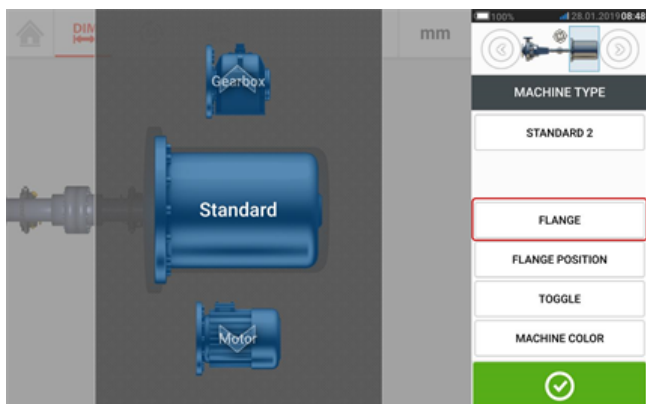 DIM
mm
Gearbox
Standard
Motor
100%
28.01.2019 08:48
MACHINE TYPE
STANDARD 2
FLANGE
FLANGE POSITION
TOGGLE
MACHINE COLOR